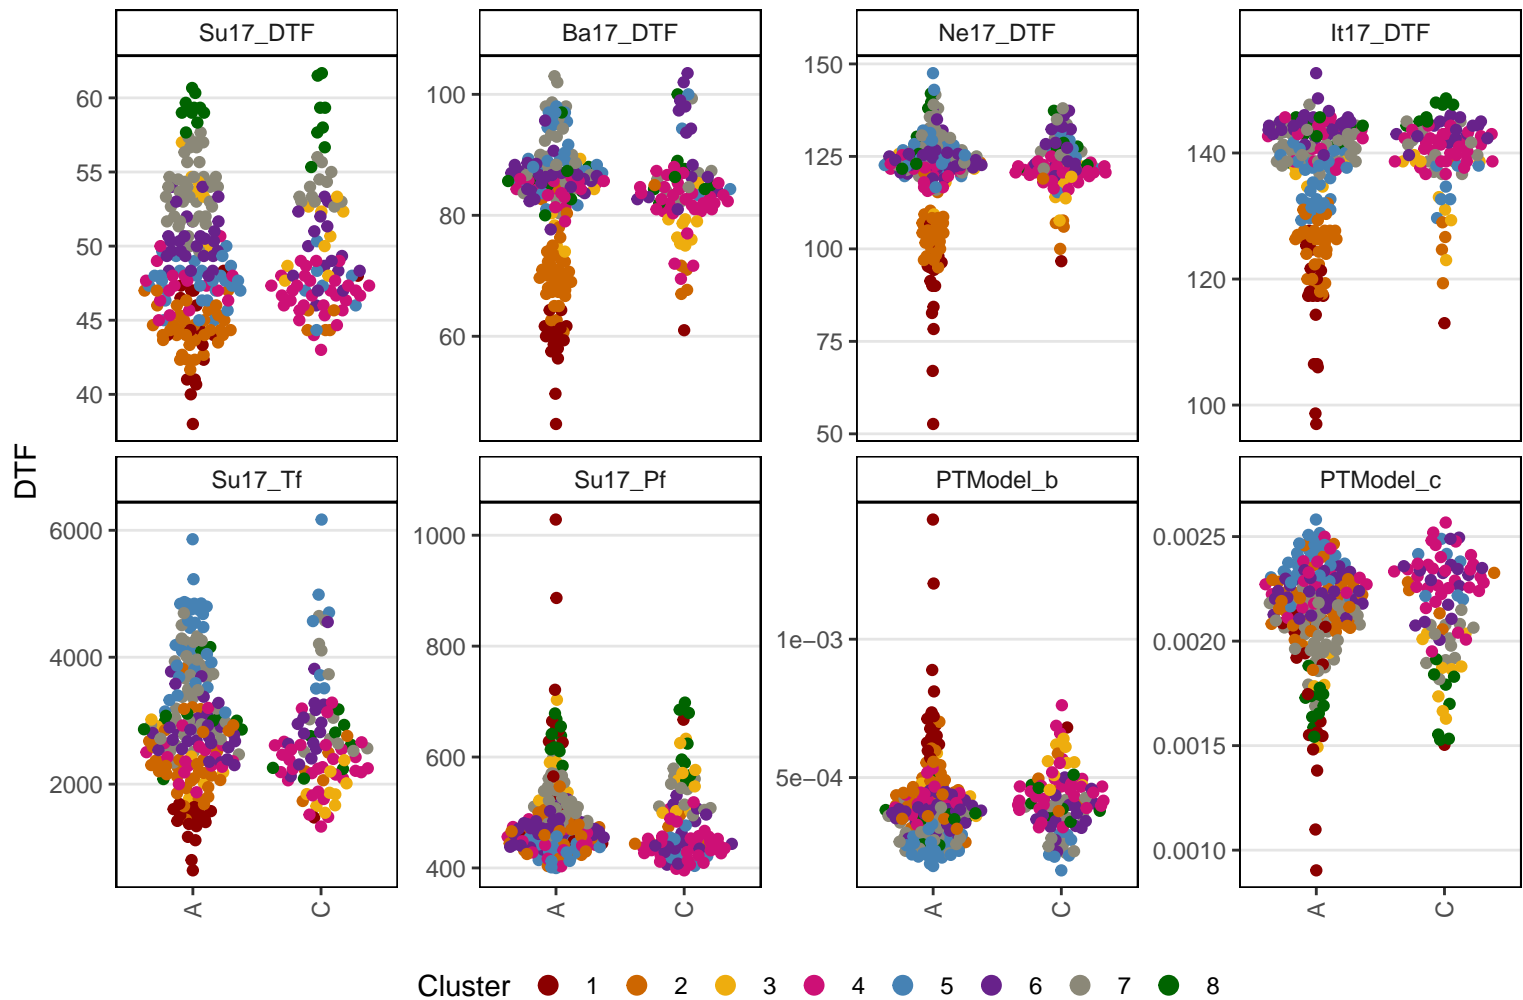 Su17_DTF Ba17_DTF Ne17_DTF It17_DTF
60 55 50 45 40
100 80 60
150 125 100 75 50
140 120 100
DTF
Su17_Tf Su17_Pf PTModel_b PTModel_c
6000 4000 2000
1000 800 600 400
1e−03 5e−04
0.0025 0.0020 0.0015 0.0010
A C A C A C A C
Cluster 1 2 3 4 5 6 7 8